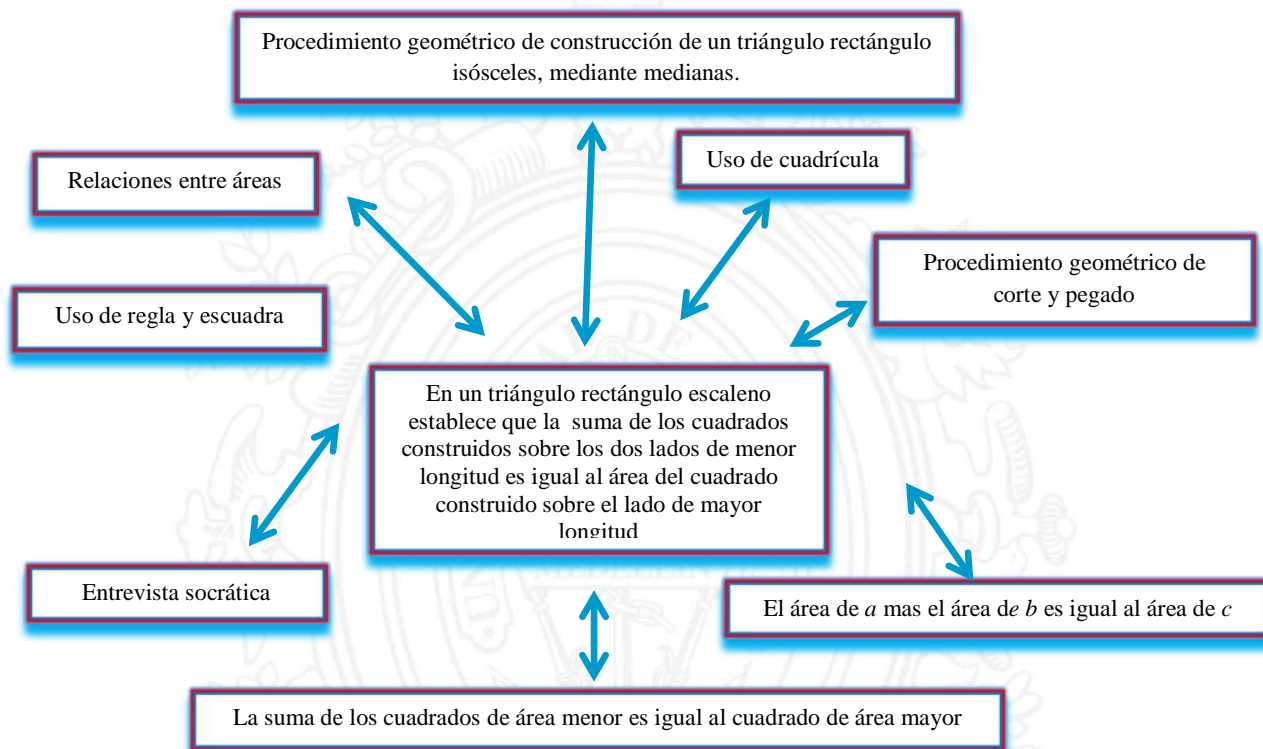 Procedimiento geométrico de construcción de un triángulo rectángulo
isósceles, mediante medianas.
Uso de cuadrícula
Relaciones entre áreas
Procedimiento geométrico de
corte y pegado
Uso de regla y escuadra
En un triángulo rectángulo escaleno
establece que la suma de los cuadrados
construidos sobre los dos lados de menor
longitud es igual al área del cuadrado
construido sobre el lado de mayor
longitud
Entrevista socrática
El área de a mas el área de b es igual al área de c
La suma de los cuadrados de área menor es igual al cuadrado de área mayor